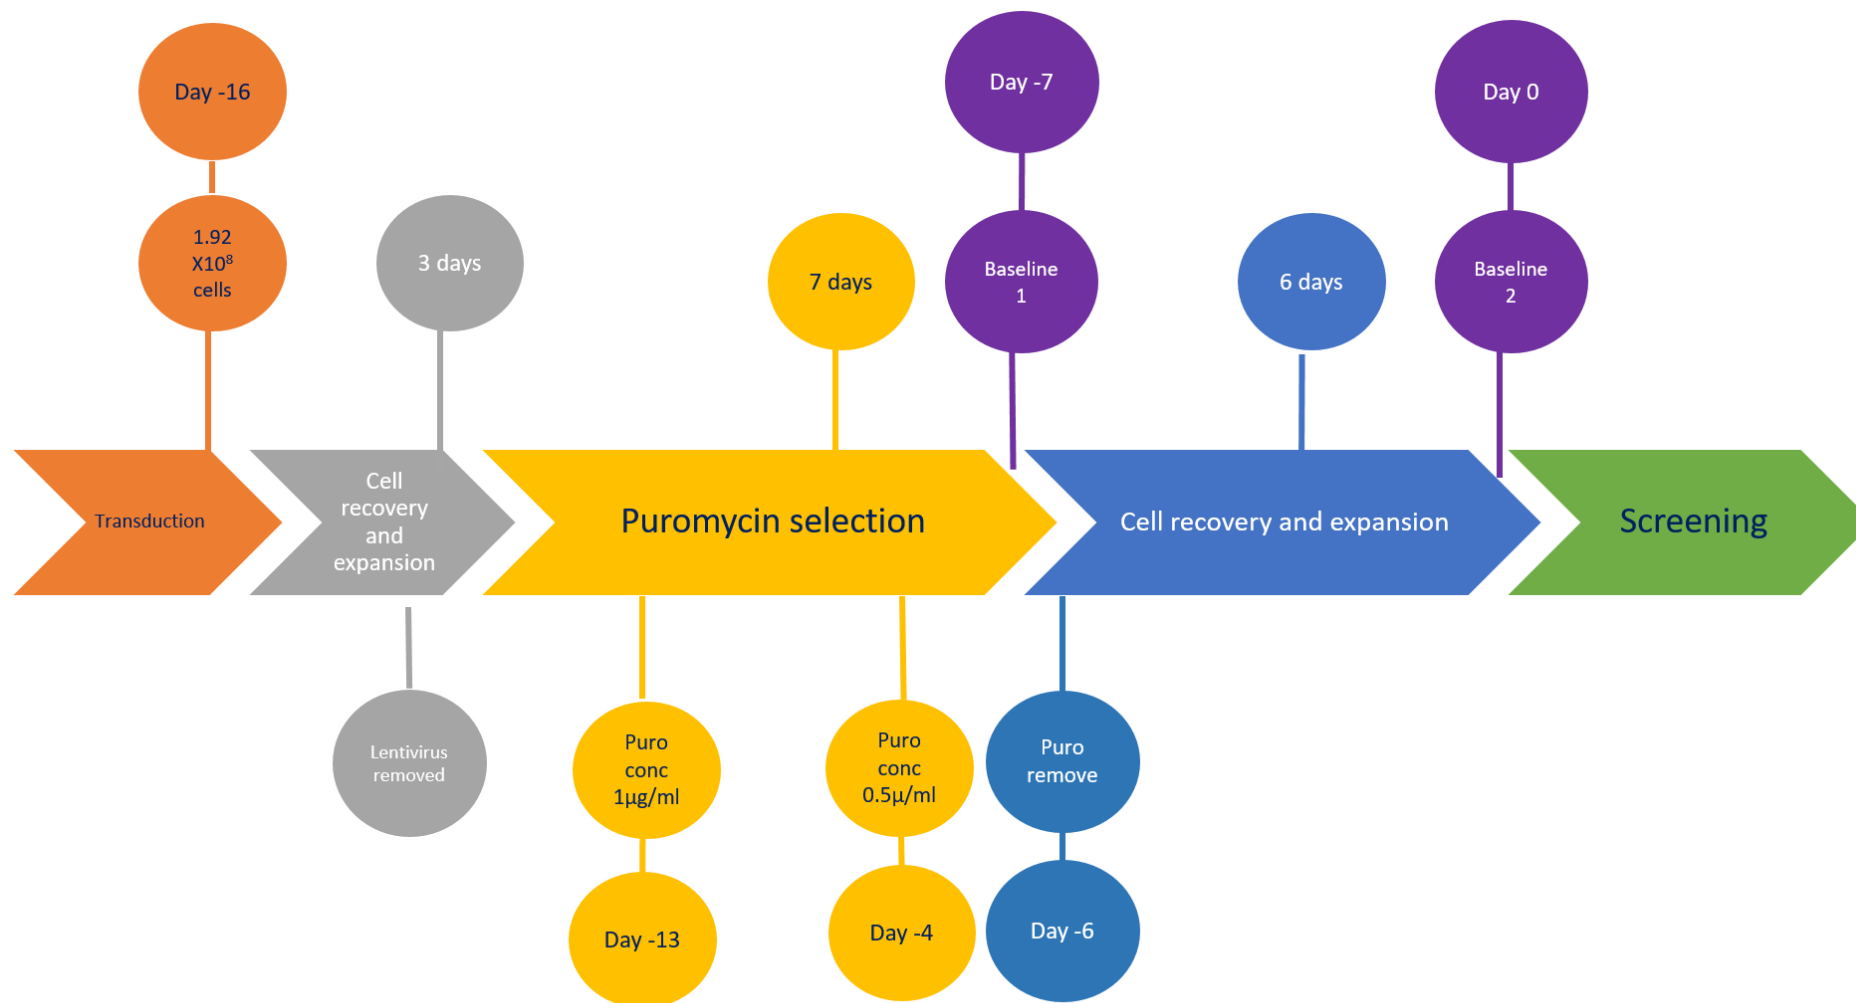 Day -16
1.92
X10⁸
cells
3 days
7 days
Day -7
Baseline
1
6 days
Day 0
Baseline
2
Transduction
Cell
recovery
and
expansion
Puromycin selection
Cell recovery and expansion
Screening
Lentivirus
removed
Puro
conc
1µg/ml
Day -13
Puro
conc
0.5µ/ml
Day -4
Puro
remove
Day -6